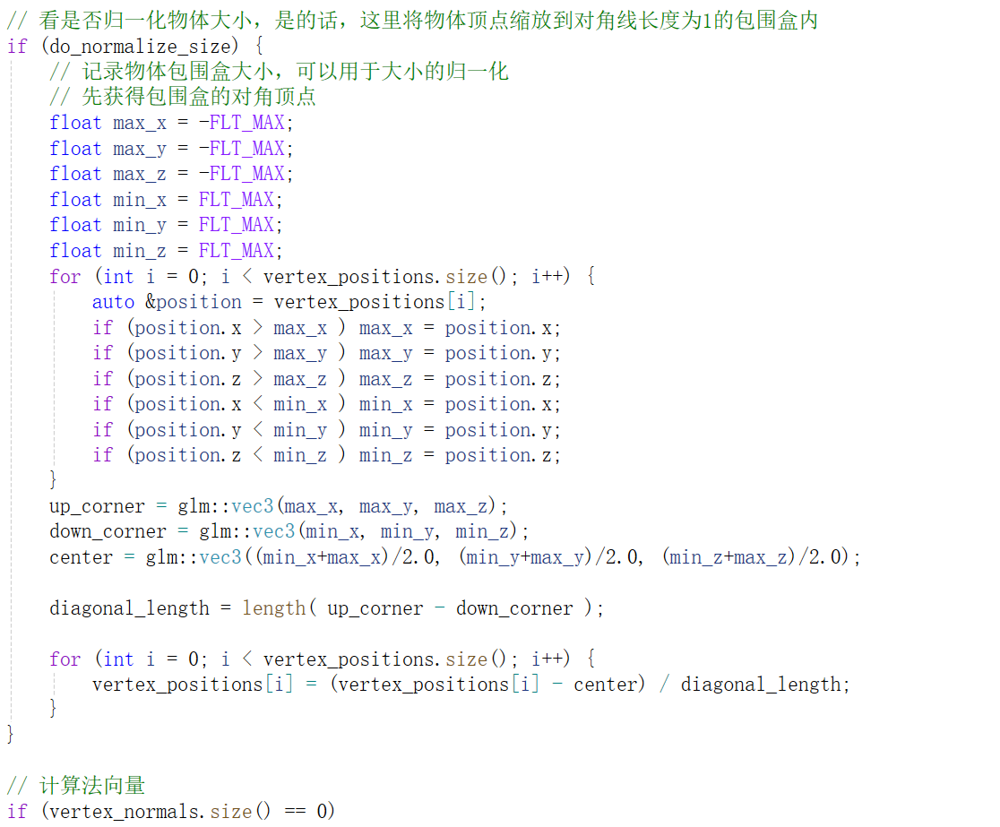 // 看是否归一化物体大小，是的话，这里将物体顶点缩放到对角线长度为1的包围盒内
if (do_normalize_size) {
    // 记录物体包围盒大小，可以用于大小的归一化
    // 先获得包围盒的对角顶点
    float max_x = -FLT_MAX;
    float max_y = -FLT_MAX;
    float max_z = -FLT_MAX;
    float min_x = FLT_MAX;
    float min_y = FLT_MAX;
    float min_z = FLT_MAX;
    for (int i = 0; i < vertex_positions.size(); i++) {
        auto &position = vertex_positions[i];
        if (position.x > max_x ) max_x = position.x;
        if (position.y > max_y ) max_y = position.y;
        if (position.z > max_z ) max_z = position.z;
        if (position.x < min_x ) min_x = position.x;
        if (position.y < min_y ) min_y = position.y;
        if (position.z < min_z ) min_z = position.z;
    }
    up_corner = glm::vec3(max_x, max_y, max_z);
    down_corner = glm::vec3(min_x, min_y, min_z);
    center = glm::vec3((min_x+max_x)/2.0, (min_y+max_y)/2.0, (min_z+max_z)/2.0);

    diagonal_length = length( up_corner - down_corner );

    for (int i = 0; i < vertex_positions.size(); i++) {
        vertex_positions[i] = (vertex_positions[i] - center) / diagonal_length;
    }
}

// 计算法向量
if (vertex_normals.size() == 0)